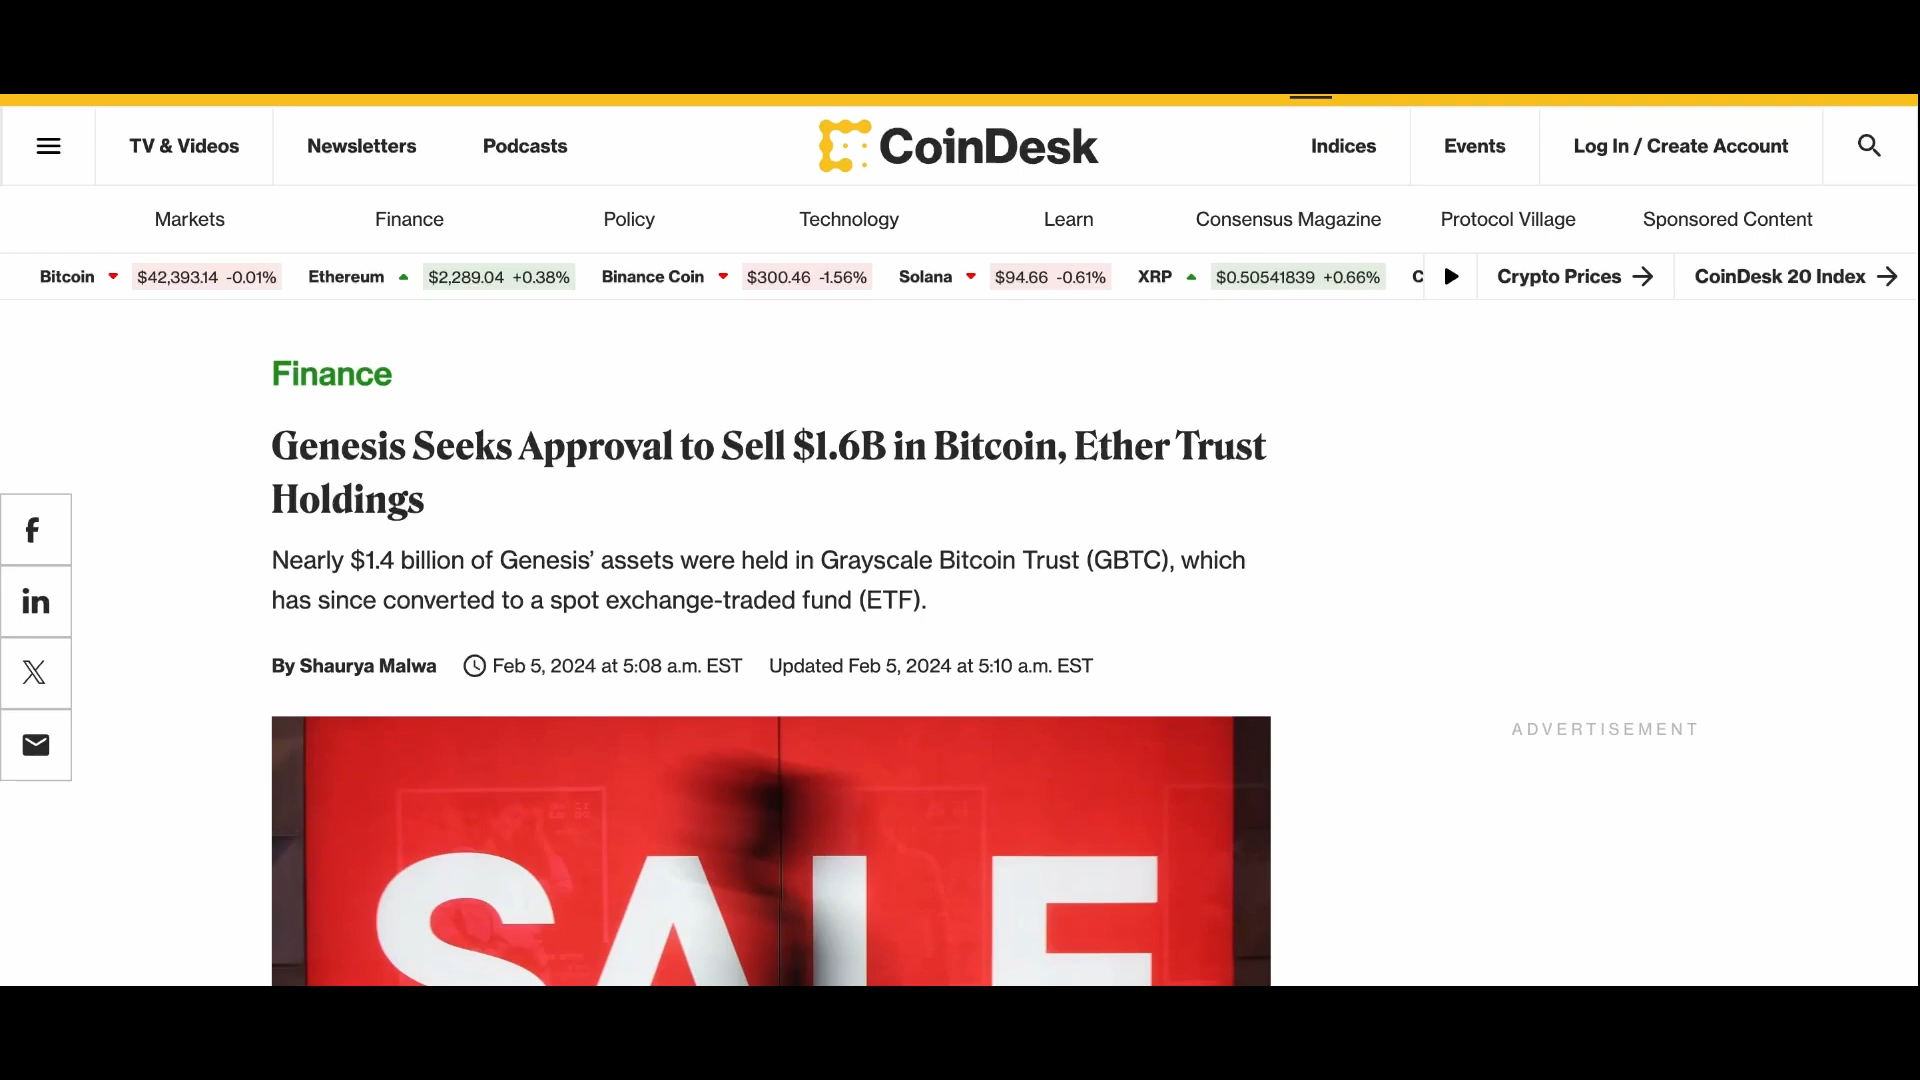 TV & Videos
Newsletters
Podcasts
CoinDesk
Indices
Events
Log In / Create Account
Markets
Finance
Policy
Technology
Learn
Consensus Magazine
Protocol Village
Sponsored Content
Bitcoin $42,393.14 -0.01%
Ethereum $2,289.04 +0.38%
Binance Coin $300.46 -1.56%
Solana $94.66 -0.61%
XRP $0.50541839 +0.66%
C
Crypto Prices
CoinDesk 20 Index
Finance
Genesis Seeks Approval to Sell $1.6B in Bitcoin, Ether Trust
Holdings
Nearly $1.4 billion of Genesis’ assets were held in Grayscale Bitcoin Trust (GBTC), which
has since converted to a spot exchange-traded fund (ETF).
By Shaurya Malwa Feb 5, 2024 at 5:08 a.m. EST Updated Feb 5, 2024 at 5:10 a.m. EST
f
in
X
ADVERTISEMENT
SALE